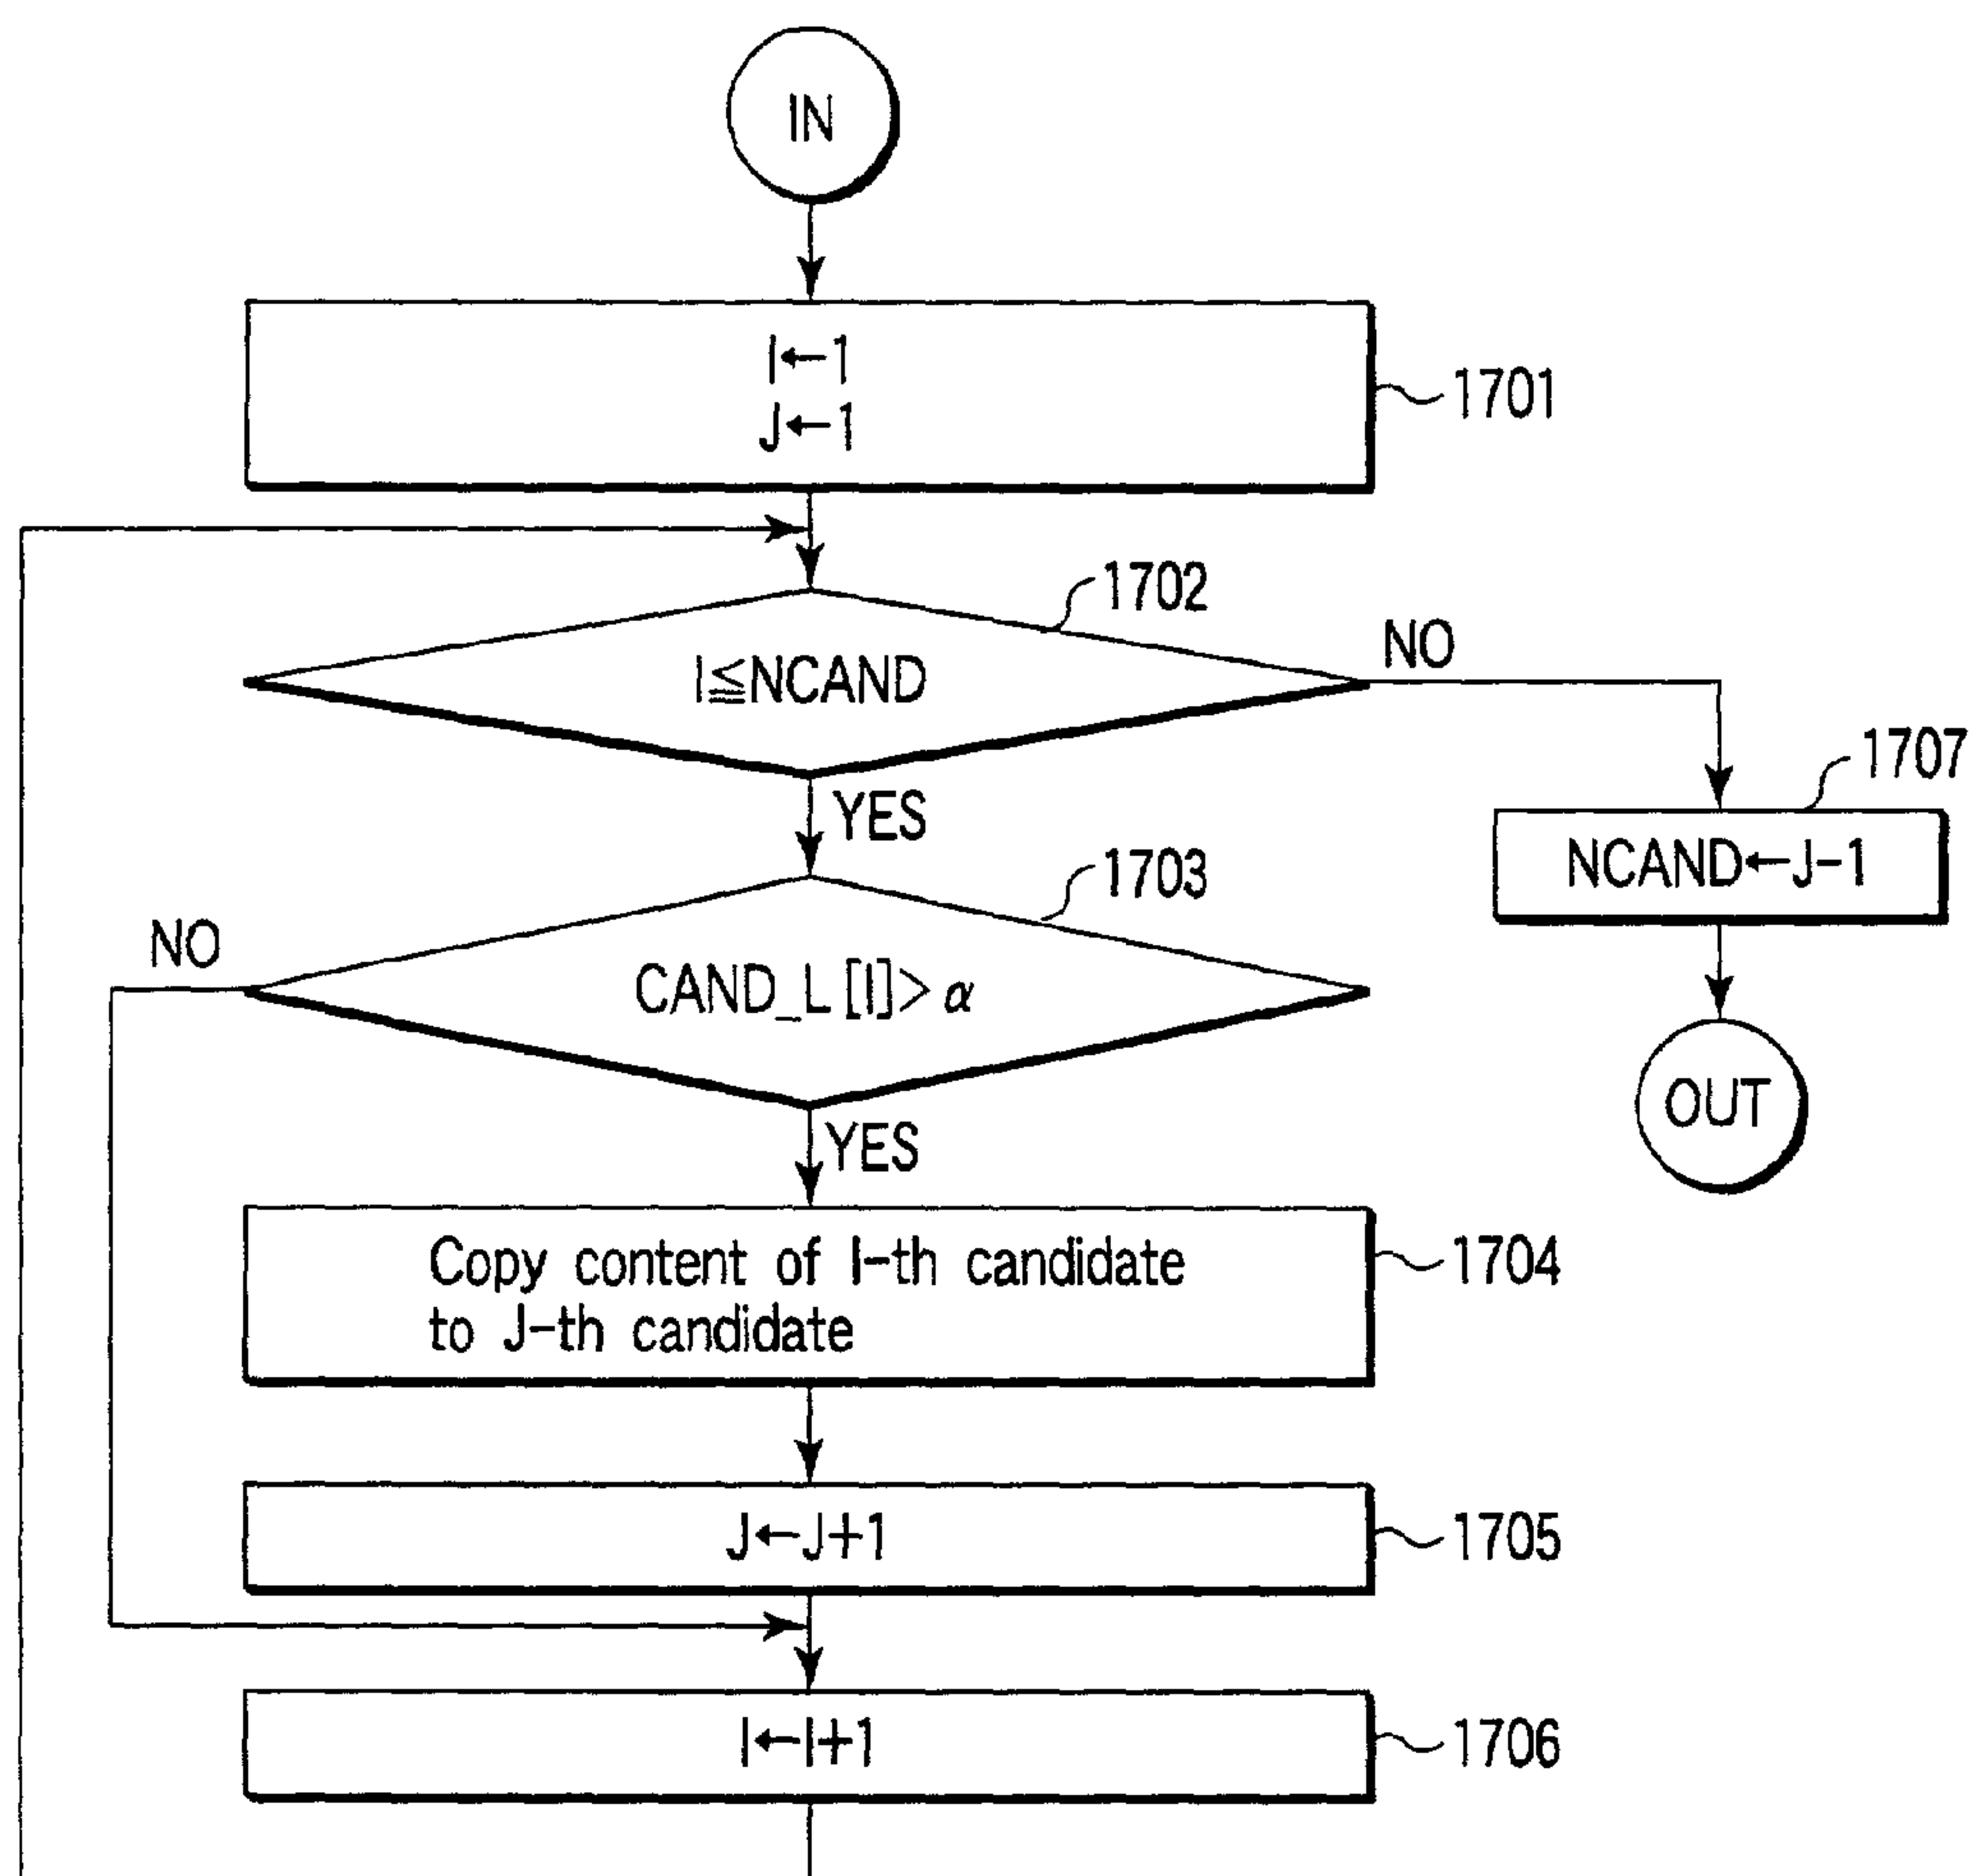 IN
I←1
J←1
1701
1702
I≦NCAND
NO
YES
1707
NCAND←J-1
OUT
1703
NO
CAND_L[I]>α
YES
Copy content of I-th candidate
to J-th candidate
1704
J←J+1
1705
I←I+1
1706